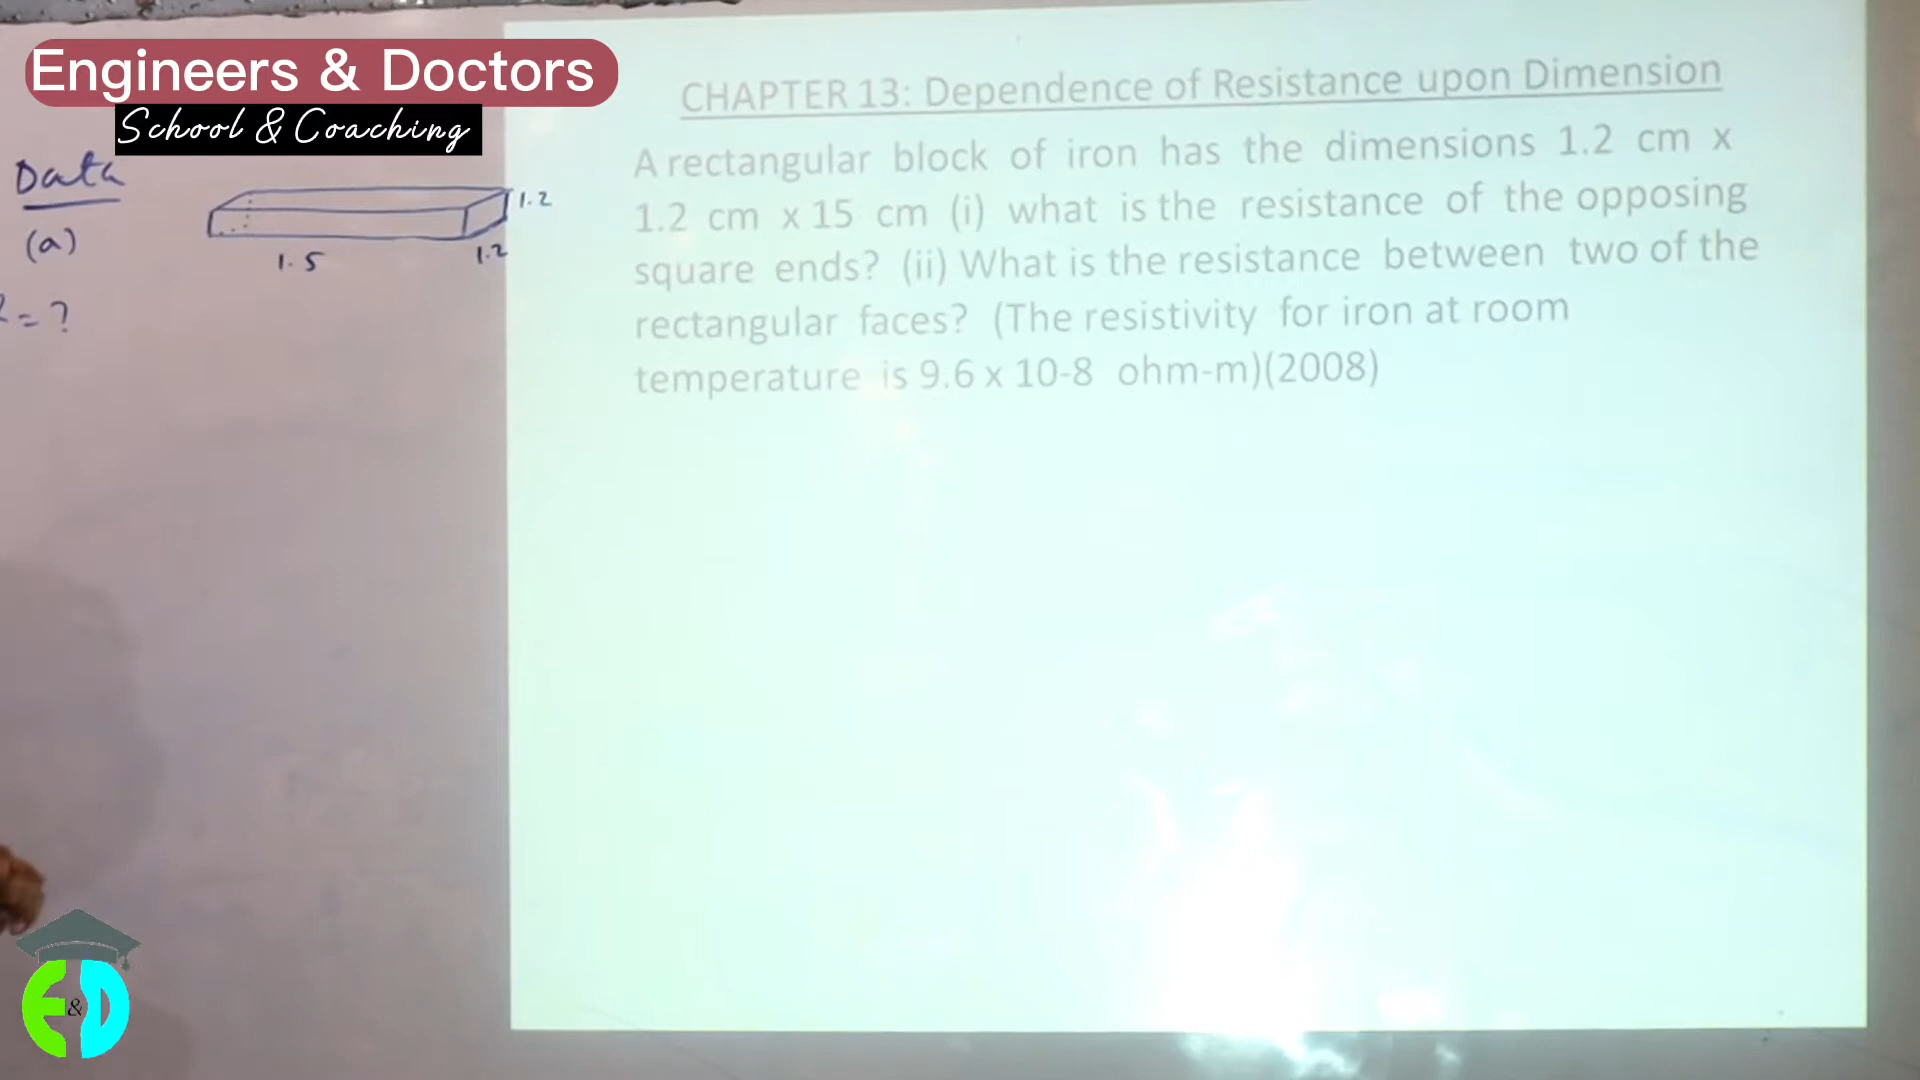 Engineers & Doctors
School & Coaching
Data
(a)
= ?
1.2
1.5
1.2
CHAPTER 13: Dependence of Resistance upon Dimension
A rectangular block of iron has the dimensions 1.2 cm x
1.2 cm x 15 cm (i) what is the resistance of the opposing
square ends? (ii) What is the resistance between two of the
rectangular faces? (The resistivity for iron at room
temperature is 9.6 x 10-8 ohm-m)(2008)
E&D